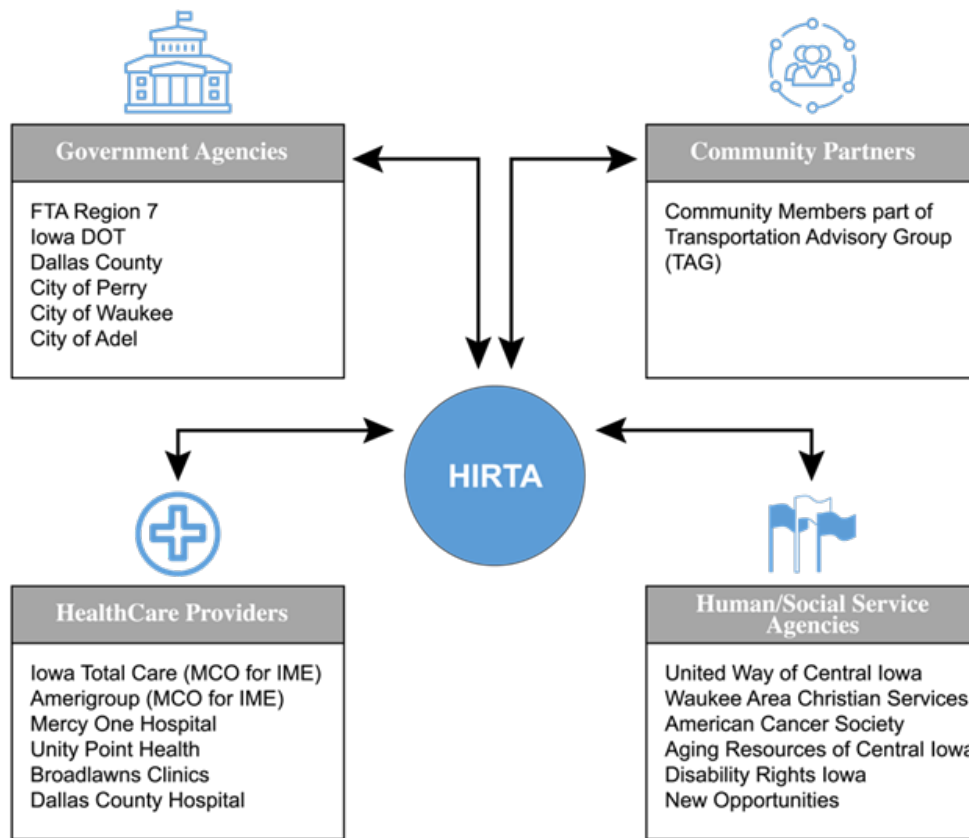 Government Agencies
FTA Region 7
Iowa DOT
Dallas County
City of Perry
City of Waukee
City of Adel
Community Partners
Community Members part of
Transportation Advisory Group
(TAG)
HIRTA
HealthCare Providers
Iowa Total Care (MCO for IME)
Amerigroup (MCO for IME)
Mercy One Hospital
Unity Point Health
Broadlawns Clinics
Dallas County Hospital
Human/Social Service
Agencies
United Way of Central Iowa
Waukee Area Christian Services
American Cancer Society
Aging Resources of Central Iowa
Disability Rights Iowa
New Opportunities